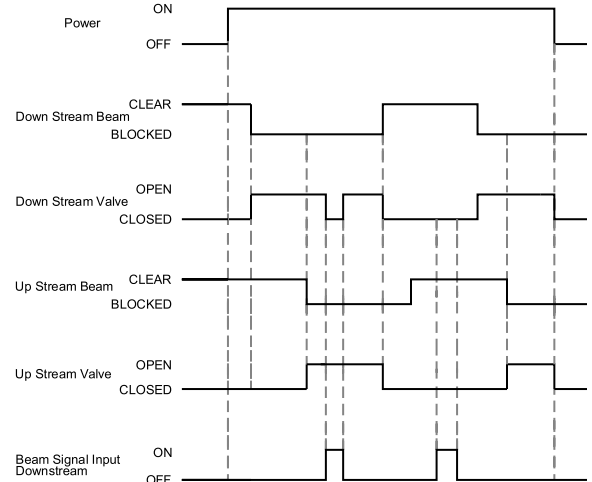 ON
Power
OFF
CLEAR
Down Stream Beam
BLOCKED
OPEN
Down Stream Valve
CLOSED
CLEAR
Up Stream Beam
BLOCKED
OPEN
Up Stream Valve
CLOSED
ON
Beam Signal Input
Downstream
OFF